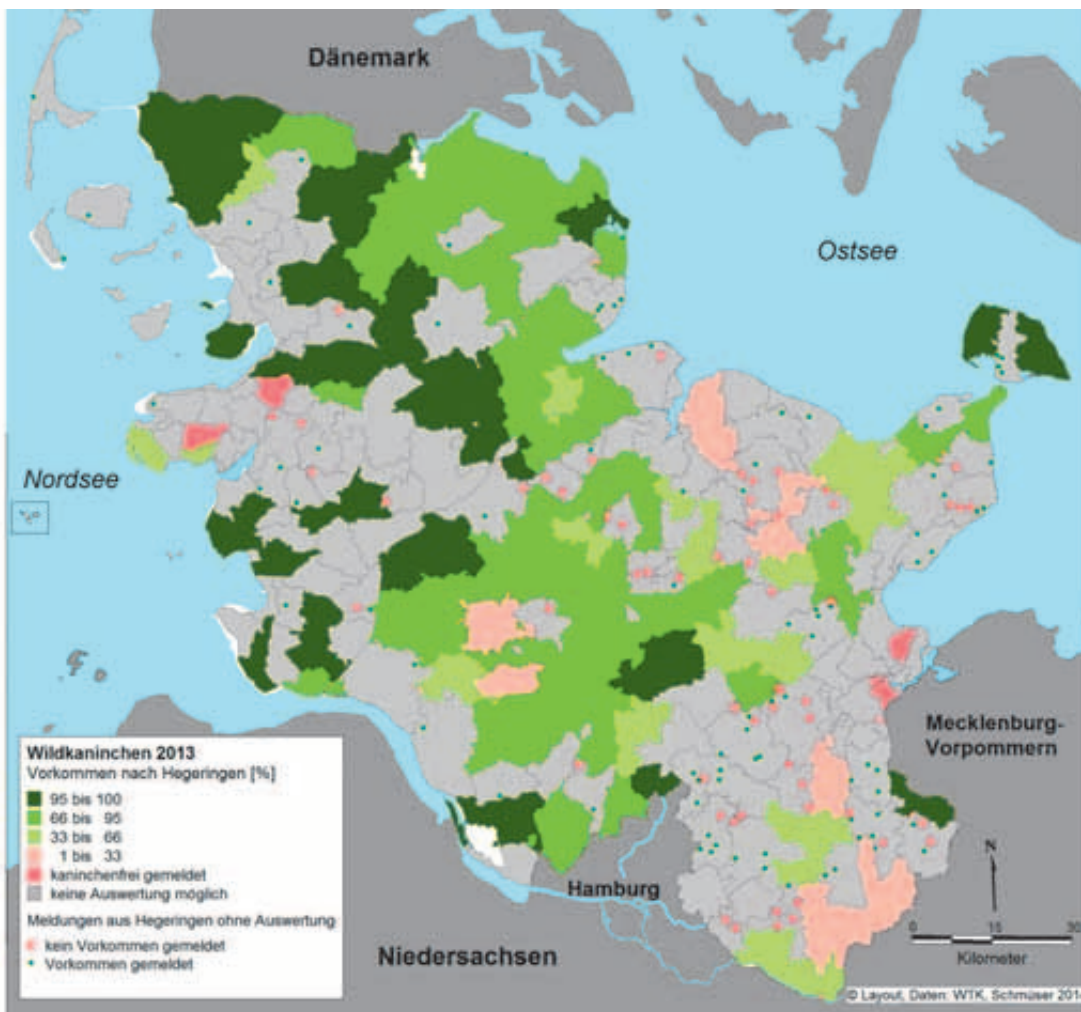 Dänemark
Ostsee
Nordsee
Mecklenburg-
Vorpommern
Wildkaninchen 2013
Vorkommen nach Hegeringen [%]
95 bis 100
66 bis 95
33 bis 66
1 bis 33
kaninchenfrei gemeldet
keine Auswertung möglich
Meldungen aus Hegeringen ohne Auswertung
kein Vorkommen gemeldet
Vorkommen gemeldet
Hamburg
Niedersachsen
N
0 15 30
Kilometer
© Layout, Daten: WTK, Schmüser 2014